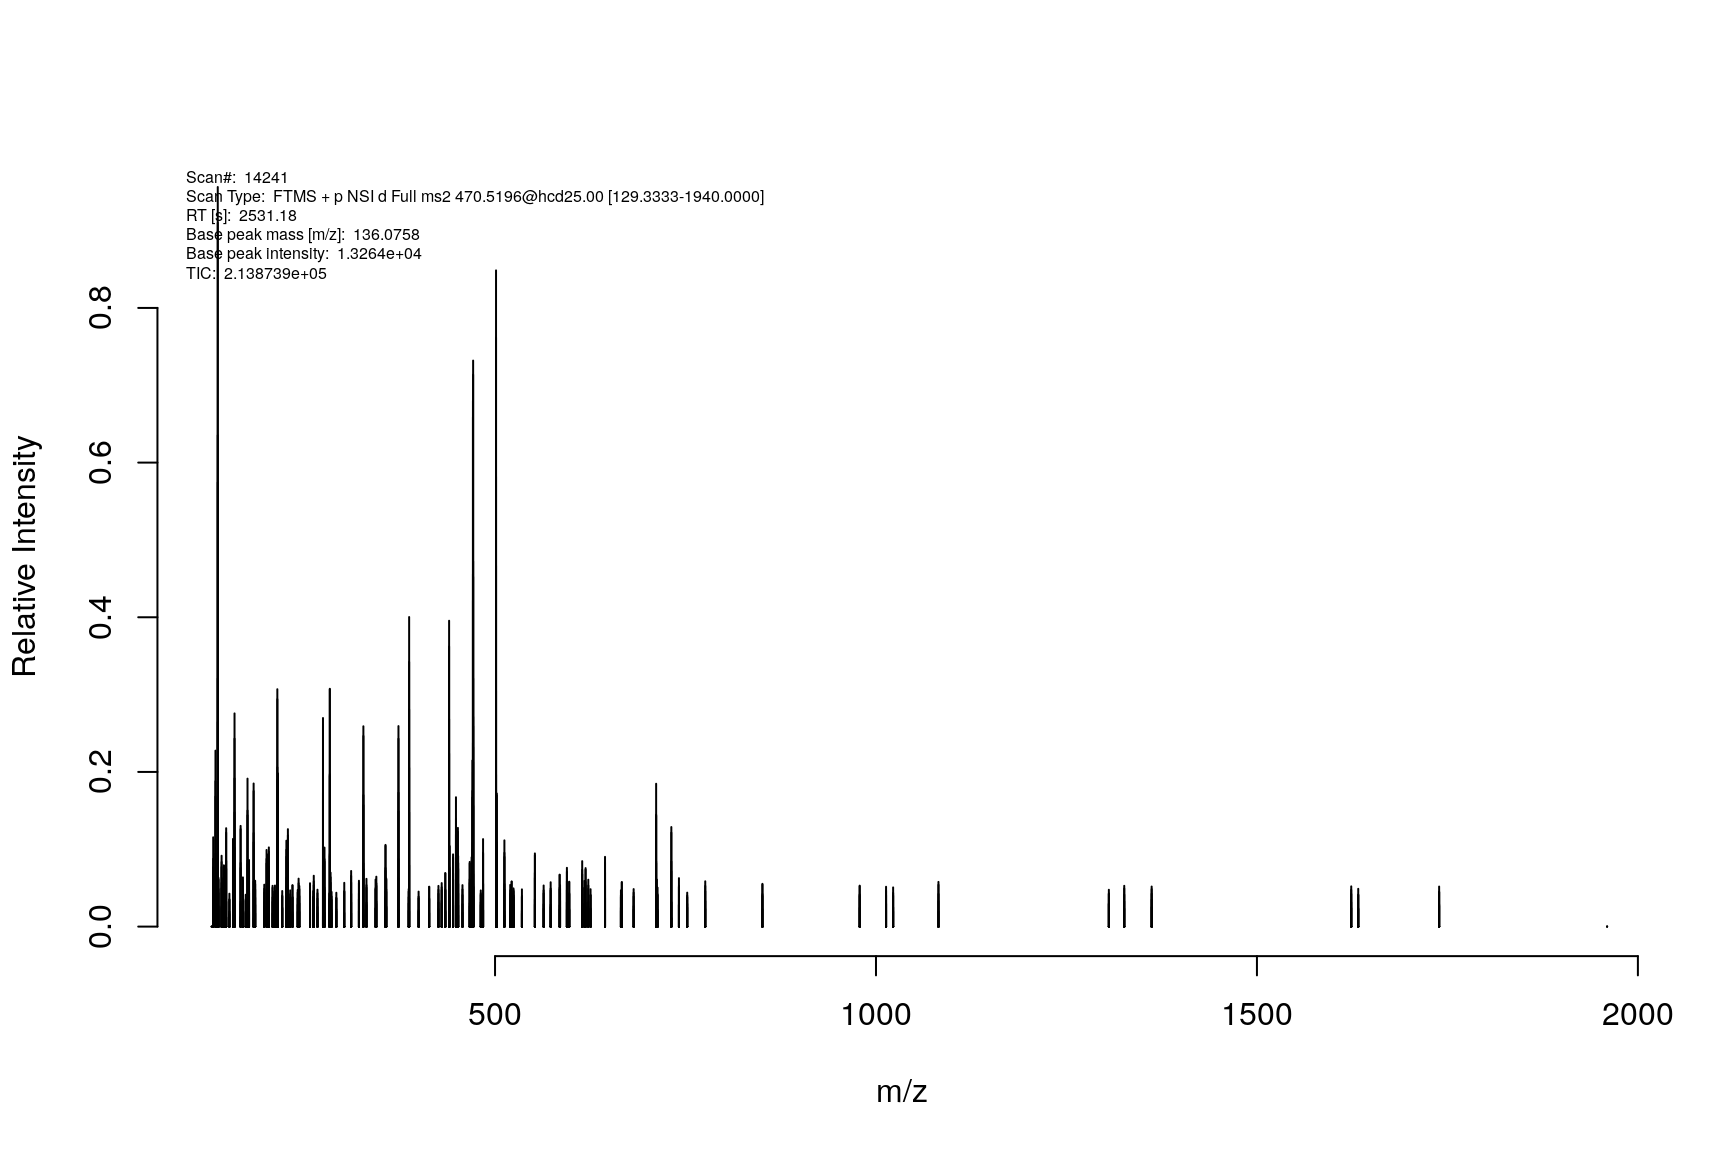 Scan#: 14241
Scan Type: FTMS + p NSI d Full ms2 470.5196@hcd25.00 [129.3333-1940.0000]
RT [s]: 2531.18
Base peak mass [m/z]: 136.0758
Base peak intensity: 1.3264e+04
TIC: 2.138739e+05
0.8
0.6
0.4
0.2
0.0
Relative Intensity
500 1000 1500 2000
m/z